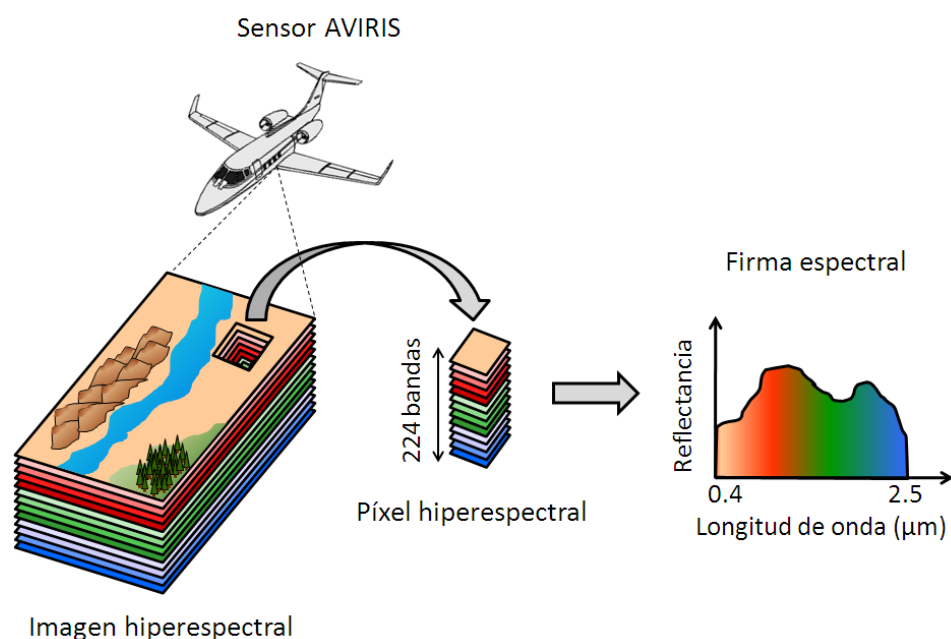 Sensor AVIRIS
Firma espectral
224 bandas
Reflectancia
0.4
2.5
Longitud de onda (μm)
Píxel hiperespectral
Imagen hiperespectral